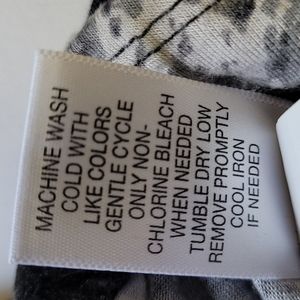 MACHINE WASH
COLD WITH
LIKE COLORS
GENTLE CYCLE
ONLY NON-
CHLORINE BLEACH
WHEN NEEDED
TUMBLE DRY LOW
REMOVE PROMPTLY
COOL IRON
IF NEEDED